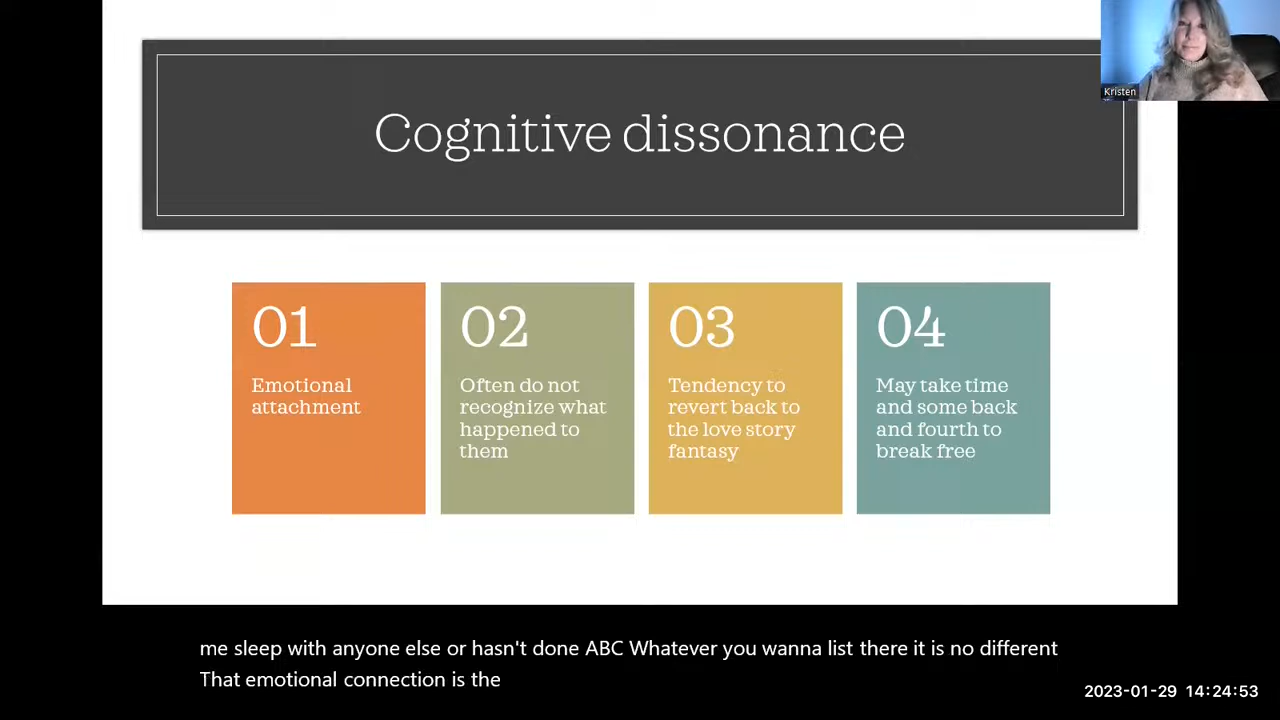 Kristen
Cognitive dissonance
01
Emotional
attachment
02
Often do not
recognize what
happened to
them
03
Tendency to
revert back to
the love story
fantasy
04
May take time
and some back
and fourth to
break free
me sleep with anyone else or hasn't done ABC Whatever you wanna list there it is no different
That emotional connection is the
2023-01-29 14:24:53